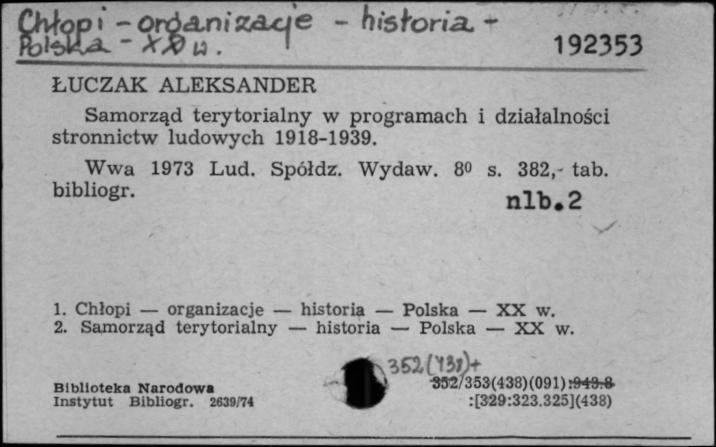 Chłopi - organizacje - historia -
Polska - XX w.
192353
ŁUCZAK ALEKSANDER
Samorząd terytorialny w programach i działalności
stronnictw ludowych 1918-1939.
Wwa 1973 Lud. Spółdz. Wydaw. 8⁰ s. 382,- tab.
bibliogr.
nlb.2
1. Chłopi — organizacje — historia — Polska — XX w.
2. Samorząd terytorialny — historia — Polska — XX w.
352(438)+
352/353(438)(091):943.8
:[329:323.325](438)
Biblioteka Narodowa
Instytut Bibliogr. 2639/74